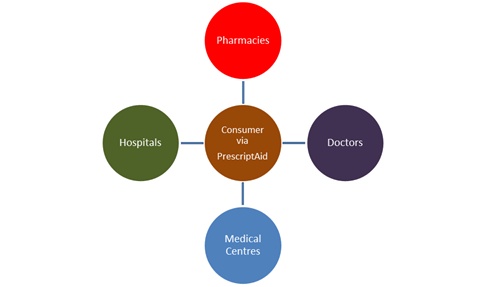 Pharmacies
Hospitals
Consumer
via
PrescriptAid
Doctors
Medical
Centres